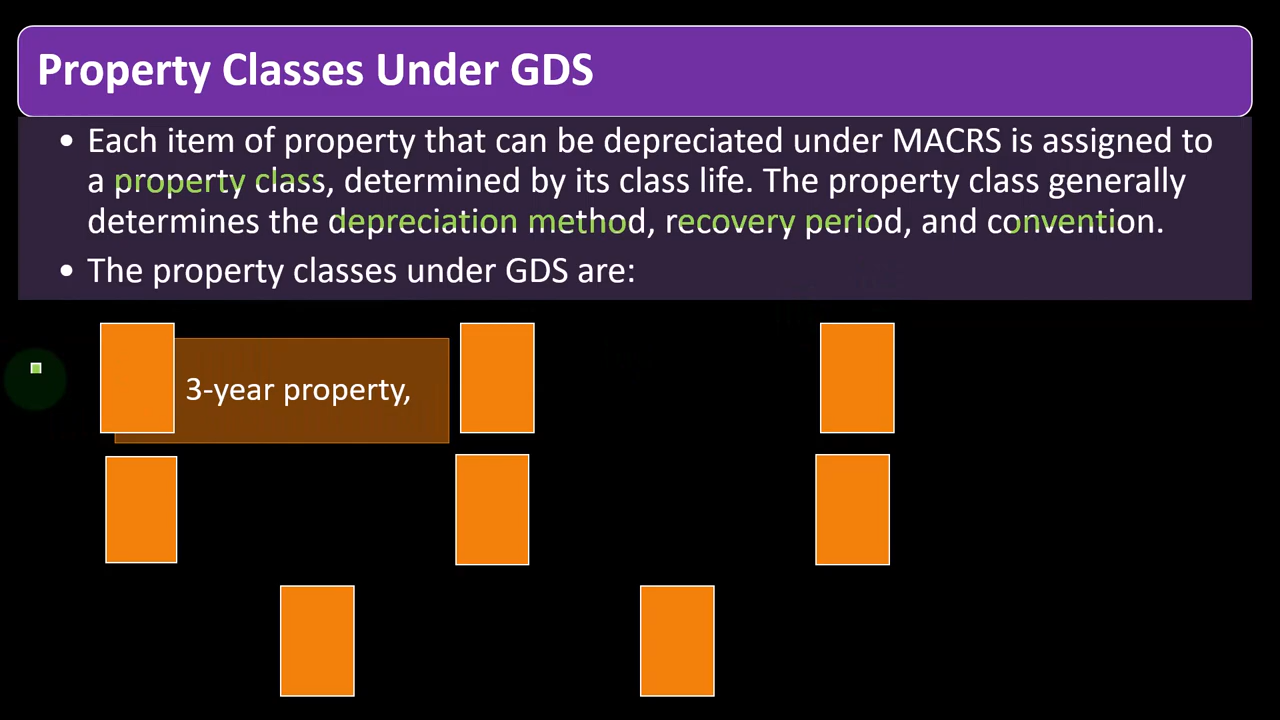 Property Classes Under GDS
• Each item of property that can be depreciated under MACRS is assigned to
a property class, determined by its class life. The property class generally
determines the depreciation method, recovery period, and convention.
• The property classes under GDS are:
3-year property,